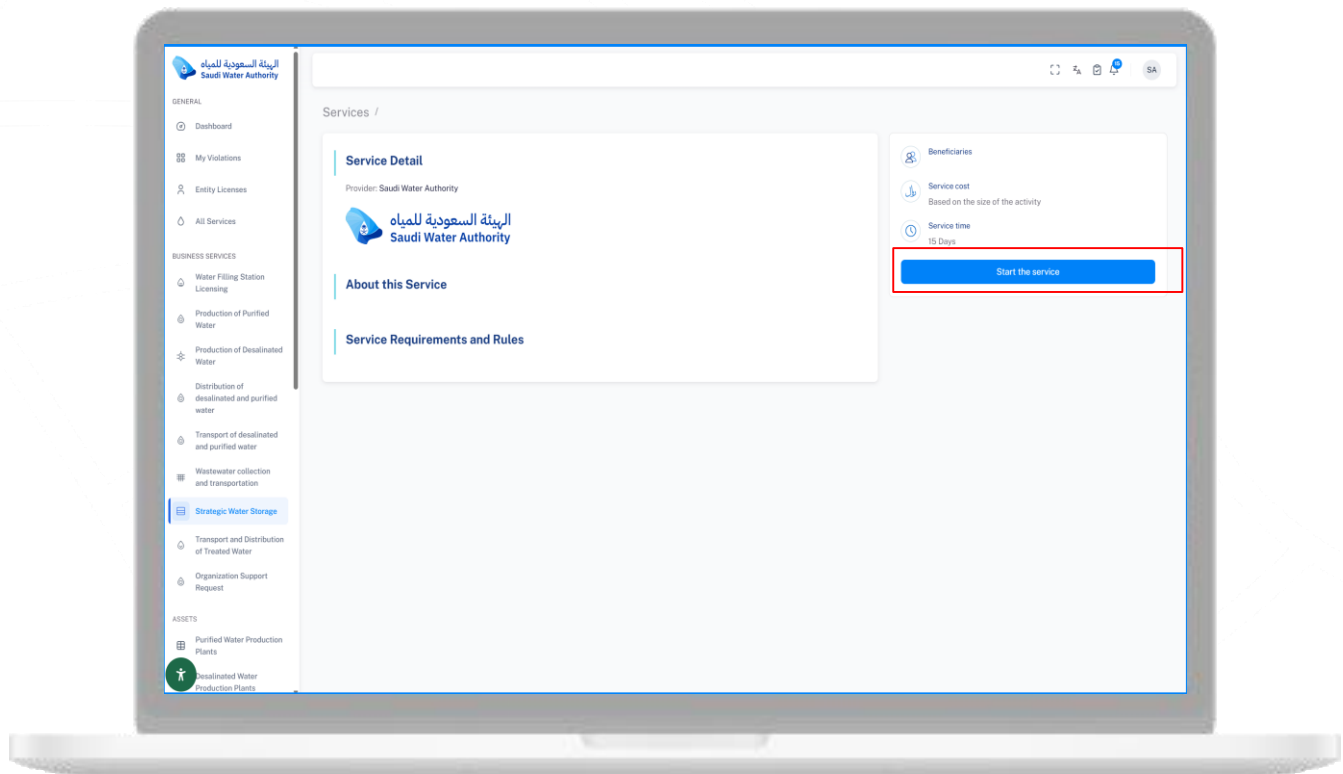 الهيئة السعودية للمياه
Saudi Water Authority
GENERAL
Dashboard
My Violations
Entity Licenses
All Services
BUSINESS SERVICES
Water Filling Station
Licensing
Production of Purified
Water
Production of Desalinated
Water
Distribution of
desalinated and purified
water
Transport of desalinated
and purified water
Wastewater collection
and transportation
Strategic Water Storage
Transport and Distribution
of Treated Water
Organization Support
Request
ASSETS
Purified Water Production
Plants
Desalinated Water
Production Plants
SA
Services /
Service Detail
Provider: Saudi Water Authority
الهيئة السعودية للمياه
Saudi Water Authority
About this Service
Service Requirements and Rules
Beneficiaries
Service cost
Based on the size of the activity
Service time
15 Days
Start the service